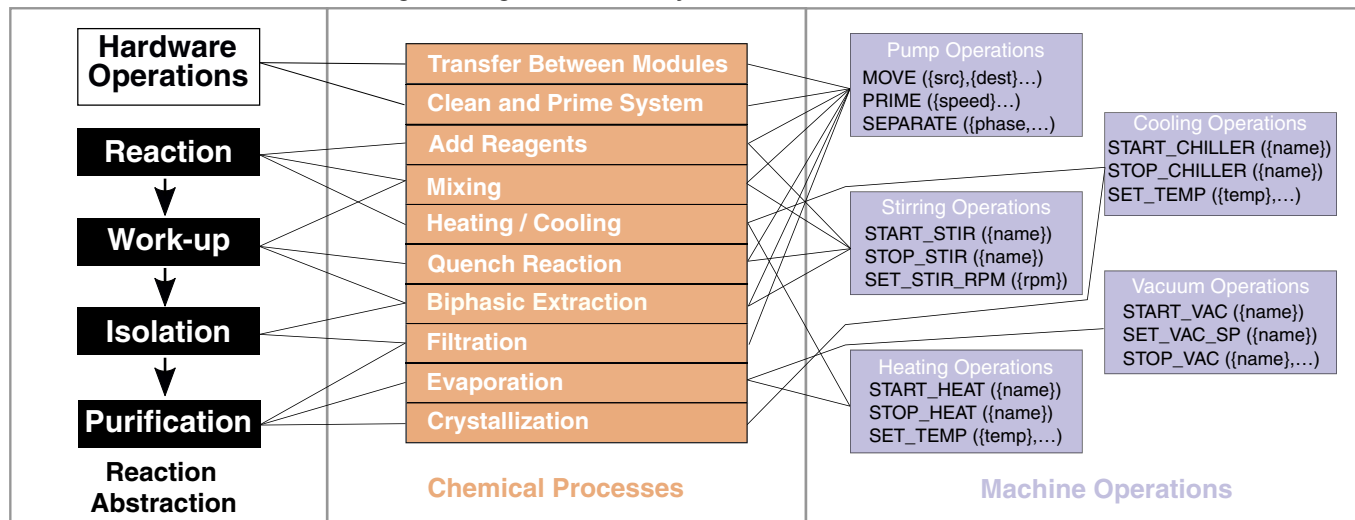 Hardware
Operations
Reaction
Work-up
Isolation
Purification
Reaction
Abstraction
Transfer Between Modules
Clean and Prime System
Add Reagents
Mixing
Heating / Cooling
Quench Reaction
Biphasic Extraction
Filtration
Evaporation
Crystallization
Chemical Processes
Pump Operations
MOVE ({src},{dest}…)
PRIME ({speed}…)
SEPARATE ({phase,…)
Cooling Operations
START_CHILLER ({name})
STOP_CHILLER ({name})
SET_TEMP ({temp},…)
Stirring Operations
START_STIR ({name})
STOP_STIR ({name})
SET_STIR_RPM ({rpm})
Vacuum Operations
START_VAC ({name})
SET_VAC_SP ({name})
STOP_VAC ({name},…)
Heating Operations
START_HEAT ({name})
STOP_HEAT ({name})
SET_TEMP ({temp},…)
Machine Operations